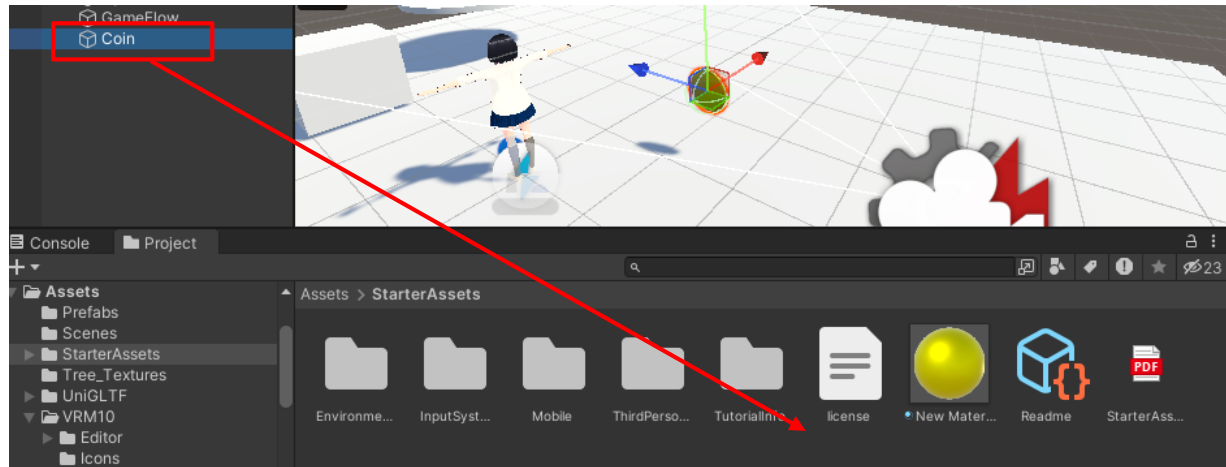 GameFlow
Coin
Console
Project
23
Assets
Prefabs
Scenes
StarterAssets
Tree_Textures
UniGLTF
VRM10
Editor
Icons
Assets > StarterAssets
Environme...
InputSyst...
Mobile
ThirdPerso...
TutorialInfo
license
New Mater...
Readme
PDF
StarterAss...